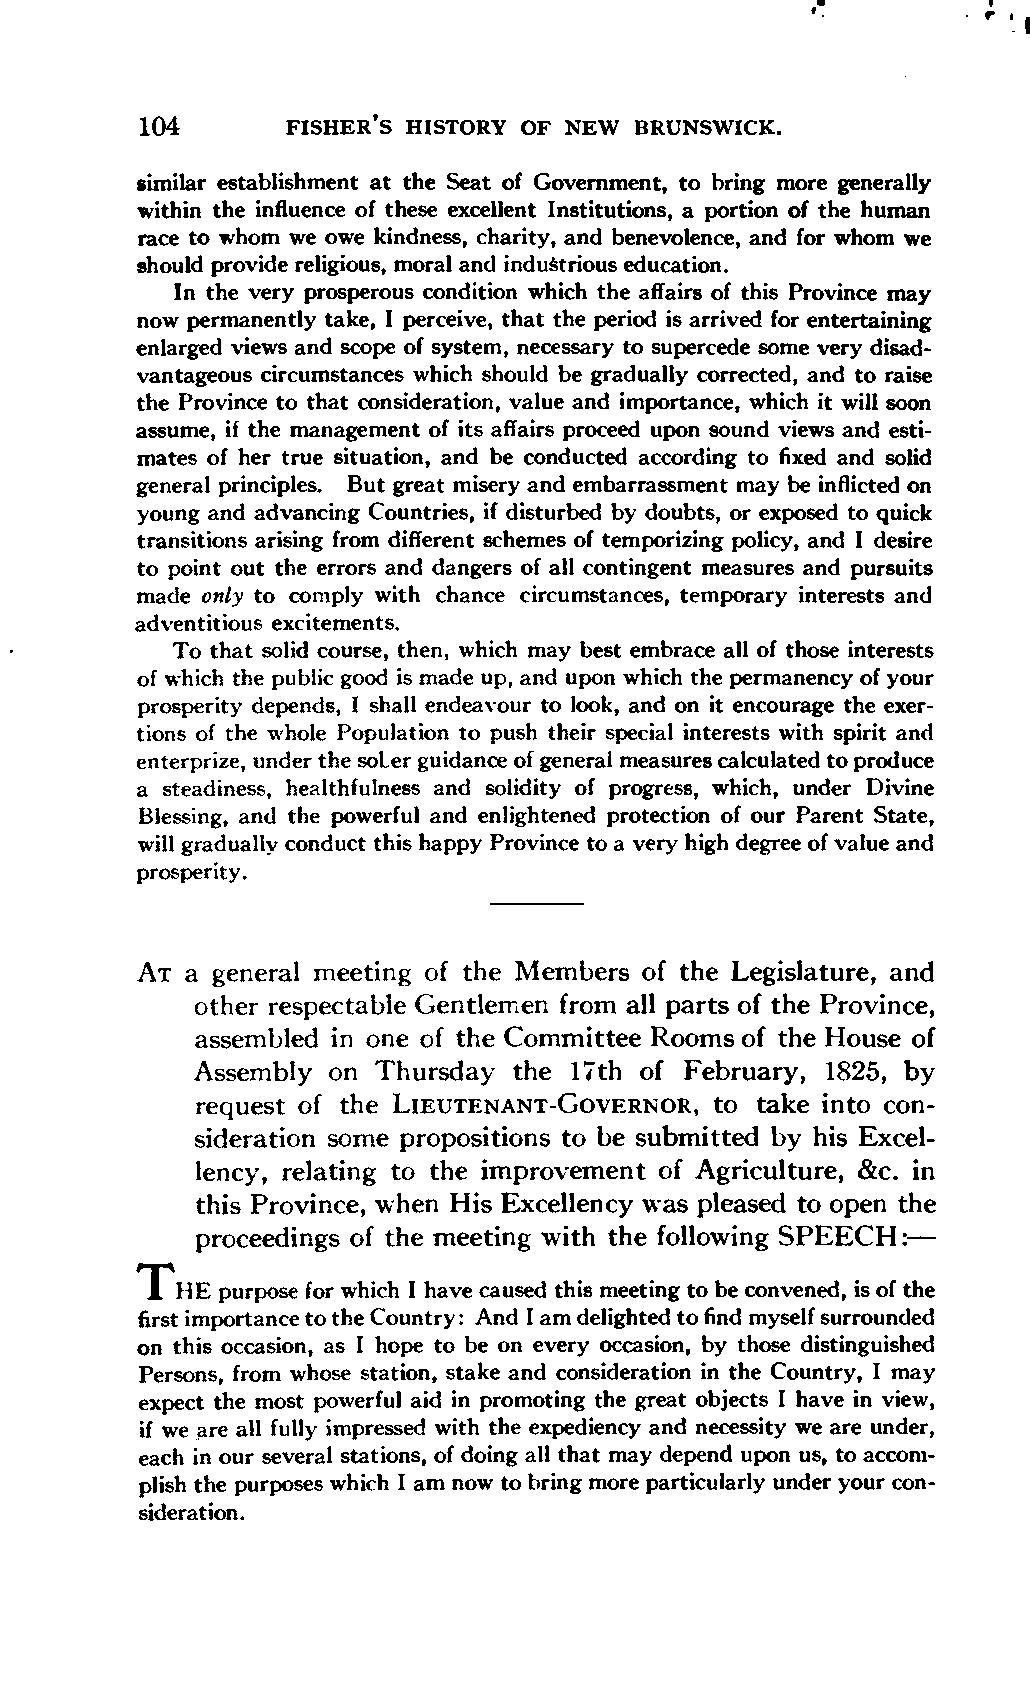 104 FISHER'S HISTORY OF NEW BRUNSWICK.
similar establishment at the Seat of Government, to bring more generally
within the influence of these excellent Institutions, a portion of the human
race to whom we owe kindness, charity, and benevolence, and for whom we
should provide religious, moral and industrious education.
In the very prosperous condition which the affairs of this Province may
now permanently take, I perceive, that the period is arrived for entertaining
enlarged views and scope of system, necessary to supercede some very disad-
vantageous circumstances which should be gradually corrected, and to raise
the Province to that consideration, value and importance, which it will soon
assume, if the management of its affairs proceed upon sound views and esti-
mates of her true situation, and be conducted according to fixed and solid
general principles. But great misery and embarrassment may be inflicted on
young and advancing Countries, if disturbed by doubts, or exposed to quick
transitions arising from different schemes of temporizing policy, and I desire
to point out the errors and dangers of all contingent measures and pursuits
made only to comply with chance circumstances, temporary interests and
adventitious excitements.
To that solid course, then, which may best embrace all of those interests
of which the public good is made up, and upon which the permanency of your
prosperity depends, I shall endeavour to look, and on it encourage the exer-
tions of the whole Population to push their special interests with spirit and
enterprize, under the sober guidance of general measures calculated to produce
a steadiness, healthfulness and solidity of progress, which, under Divine
Blessing, and the powerful and enlightened protection of our Parent State,
will gradually conduct this happy Province to a very high degree of value and
prosperity.
AT a general meeting of the Members of the Legislature, and
other respectable Gentlemen from all parts of the Province,
assembled in one of the Committee Rooms of the House of
Assembly on Thursday the 17th of February, 1825, by
request of the LIEUTENANT-GOVERNOR, to take into con-
sideration some propositions to be submitted by his Excel-
lency, relating to the improvement of Agriculture, &c. in
this Province, when His Excellency was pleased to open the
proceedings of the meeting with the following SPEECH:—
THE purpose for which I have caused this meeting to be convened, is of the
first importance to the Country: And I am delighted to find myself surrounded
on this occasion, as I hope to be on every occasion, by those distinguished
Persons, from whose station, stake and consideration in the Country, I may
expect the most powerful aid in promoting the great objects I have in view,
if we are all fully impressed with the expediency and necessity we are under,
each in our several stations, of doing all that may depend upon us, to accom-
plish the purposes which I am now to bring more particularly under your con-
sideration.